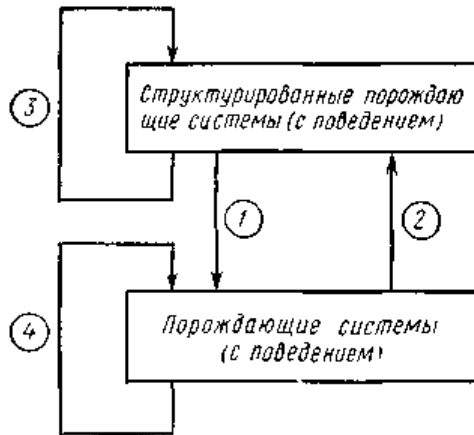 3
Структурированные порождаю
щие системы (с поведением)
1
2
4
Порождающие системы
(с поведением)